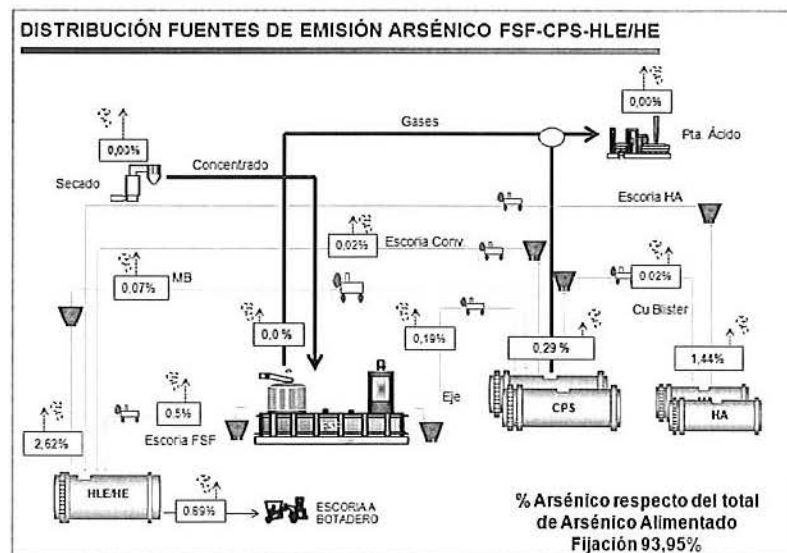 DISTRIBUCIÓN FUENTES DE EMISIÓN ARSÉNICO FSF-CPS-HLE/HE
0,00%
0,00%
Gases
Pta. Ácido
Concentrado
Secado
Escoria HA
0,02%
Escoria Conv.
0,07%
MB
0,02%
Cu Blister
0,0 %
0,19%
0,29 %
1,44%
Eje
CPS
HA
0,5%
Escoria FSF
2,62%
HLE/HE
0.69%
ESCORIA A
BOTADERO
% Arsénico respecto del total
de Arsénico Alimentado
Fijación 93,95%